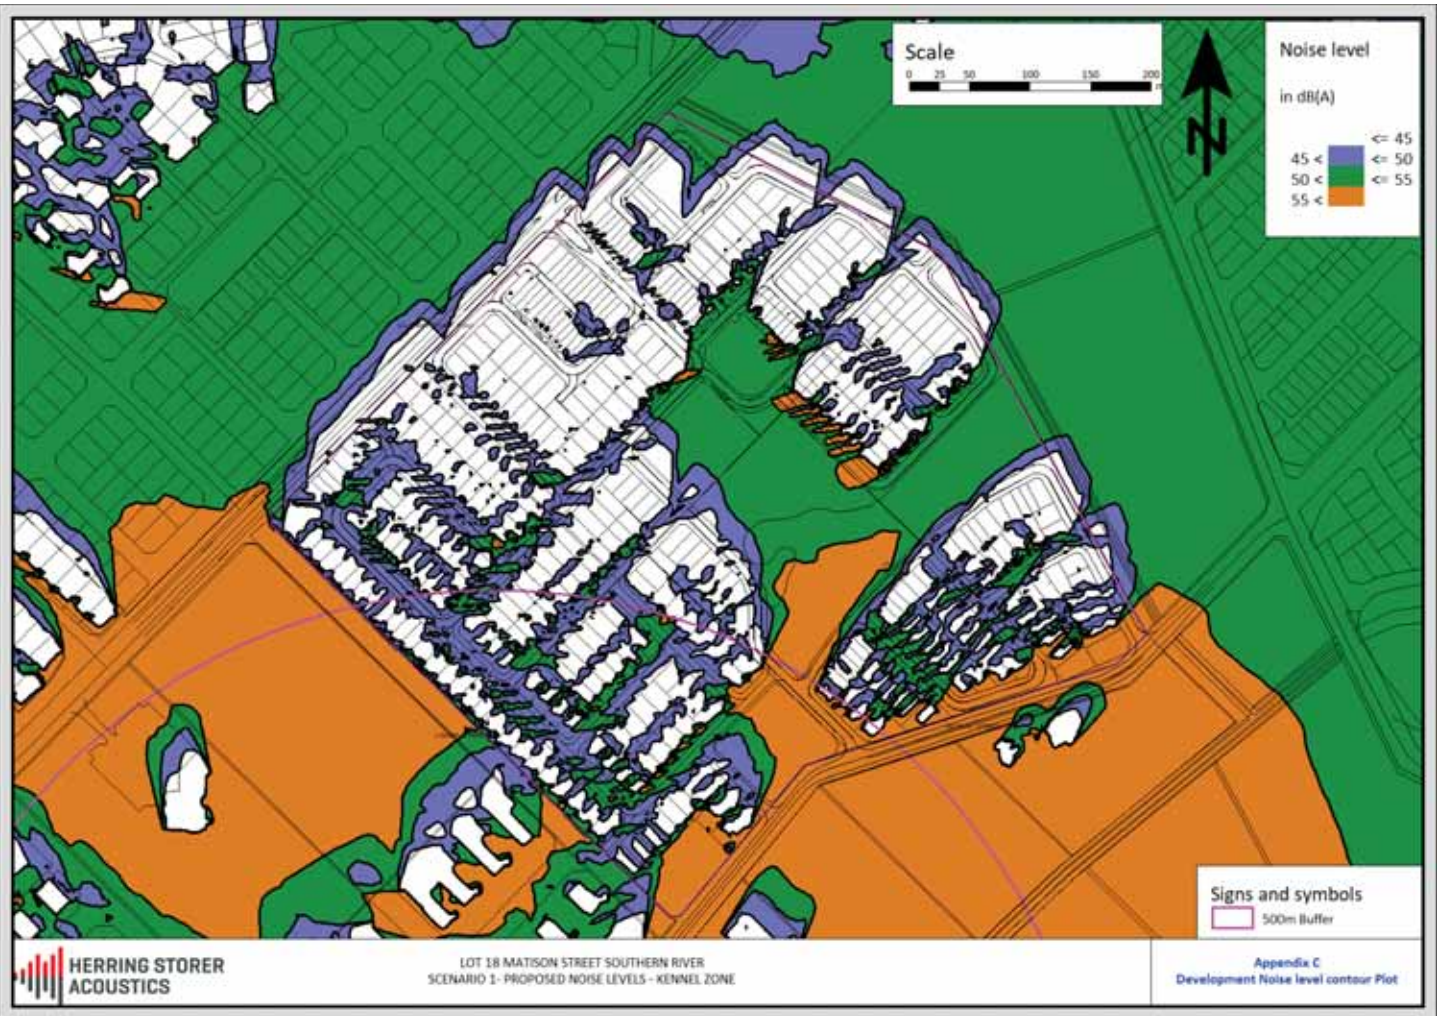 Scale
0 25 50 100 150 200
N
Noise level
in dB(A)
<= 45
45 < <= 50
50 < <= 55
55 <
Signs and symbols
500m Buffer
HERRING STORER
ACOUSTICS
LOT 18 MATISON STREET SOUTHERN RIVER
SCENARIO 1- PROPOSED NOISE LEVELS - KENNEL ZONE
Appendix C
Development Noise level contour Plot